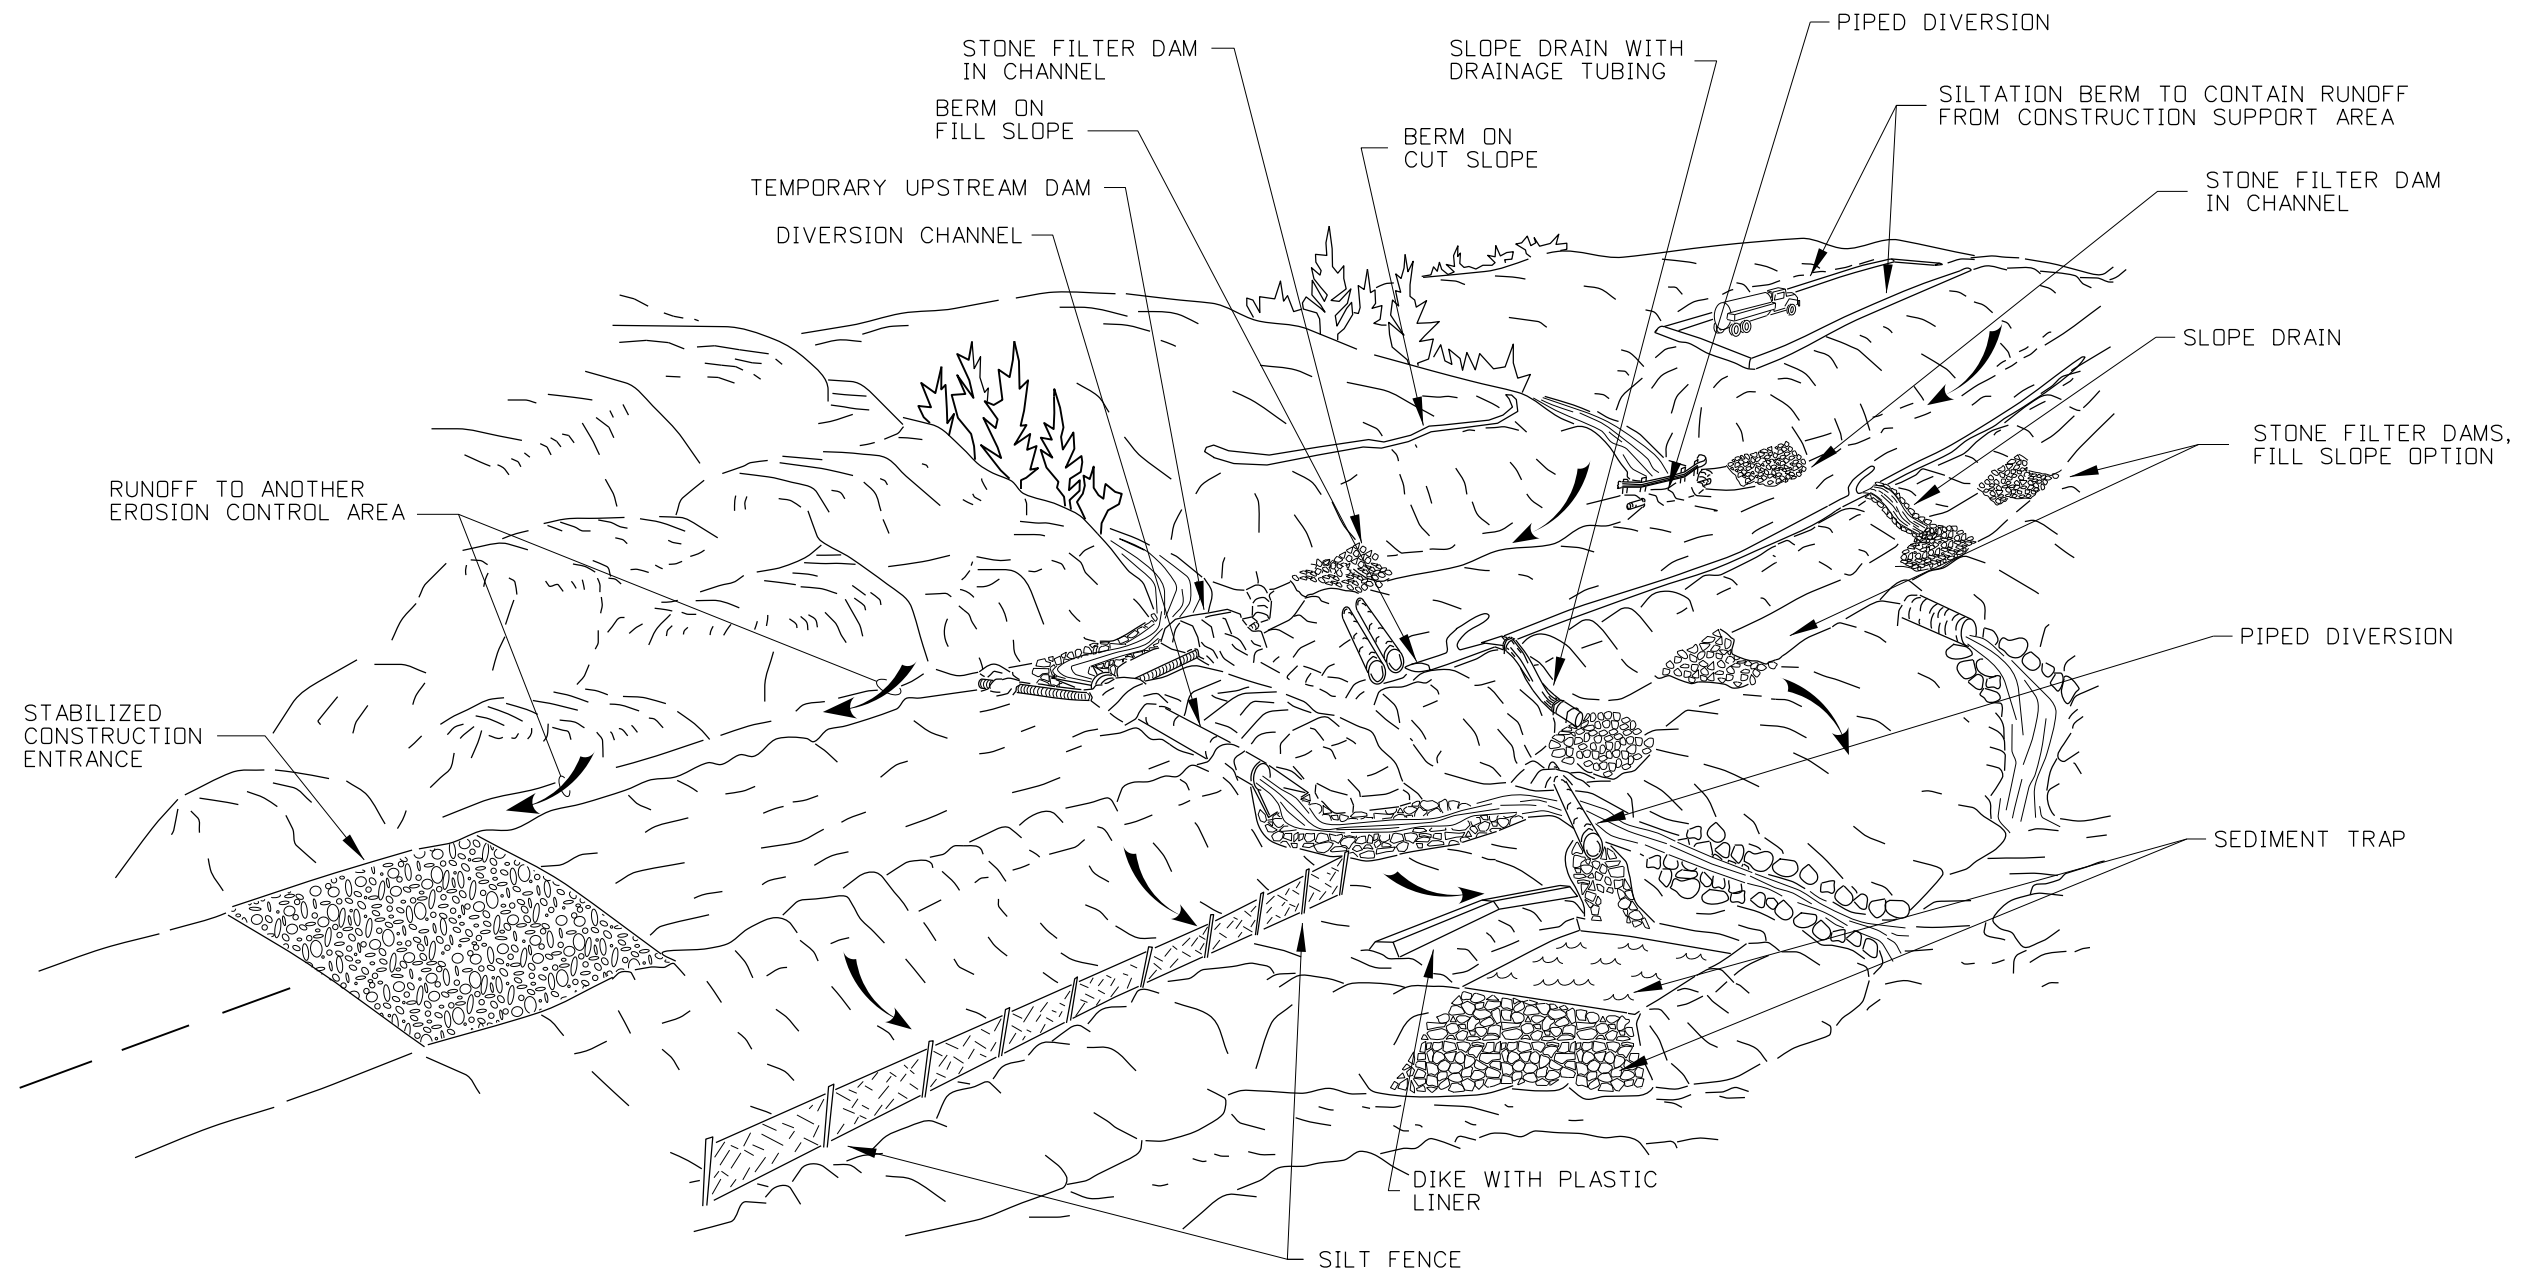 PIPED DIVERSION
STONE FILTER DAM
IN CHANNEL
SLOPE DRAIN WITH
DRAINAGE TUBING
SILTATION BERM TO CONTAIN RUNOFF
FROM CONSTRUCTION SUPPORT AREA
BERM ON
FILL SLOPE
BERM ON
CUT SLOPE
TEMPORARY UPSTREAM DAM
STONE FILTER DAM
IN CHANNEL
DIVERSION CHANNEL
SLOPE DRAIN
STONE FILTER DAMS,
FILL SLOPE OPTION
RUNOFF TO ANOTHER
EROSION CONTROL AREA
PIPED DIVERSION
STABILIZED
CONSTRUCTION
ENTRANCE
SEDIMENT TRAP
DIKE WITH PLASTIC
LINER
SILT FENCE